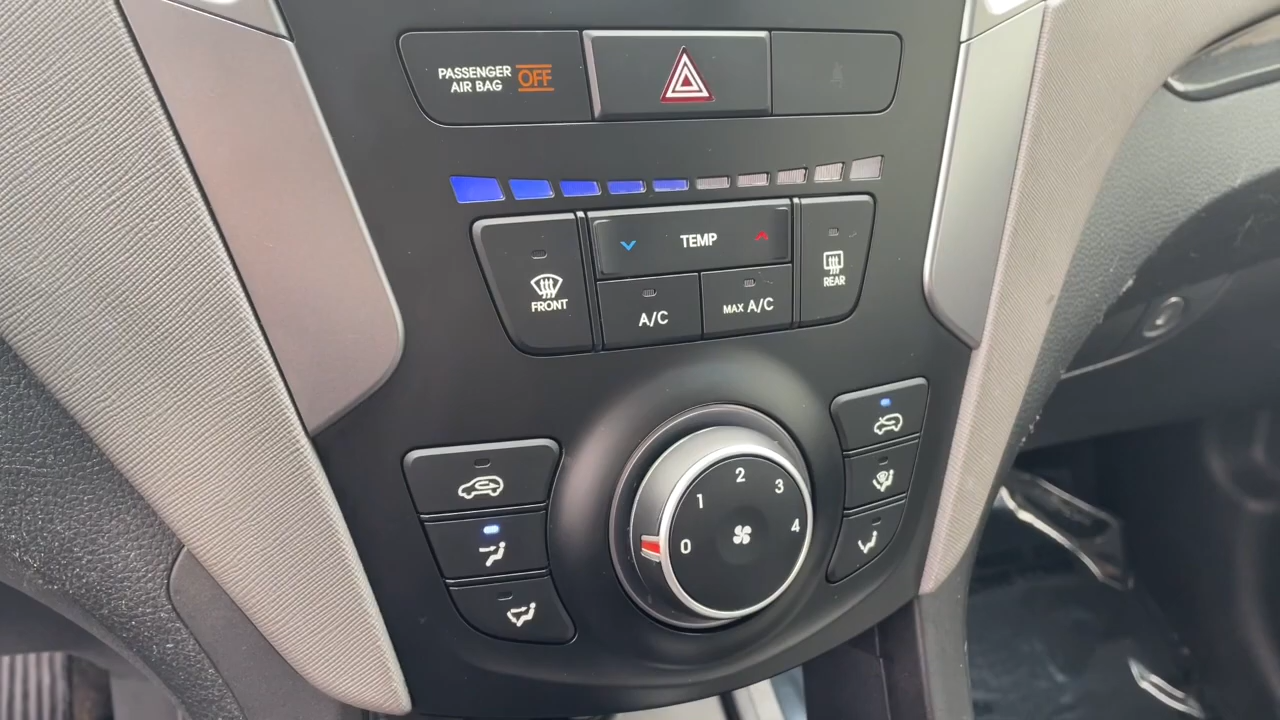 PASSENGER
AIR BAG OFF
TEMP
FRONT
REAR
A/C
MAX A/C
0 1 2 3 4